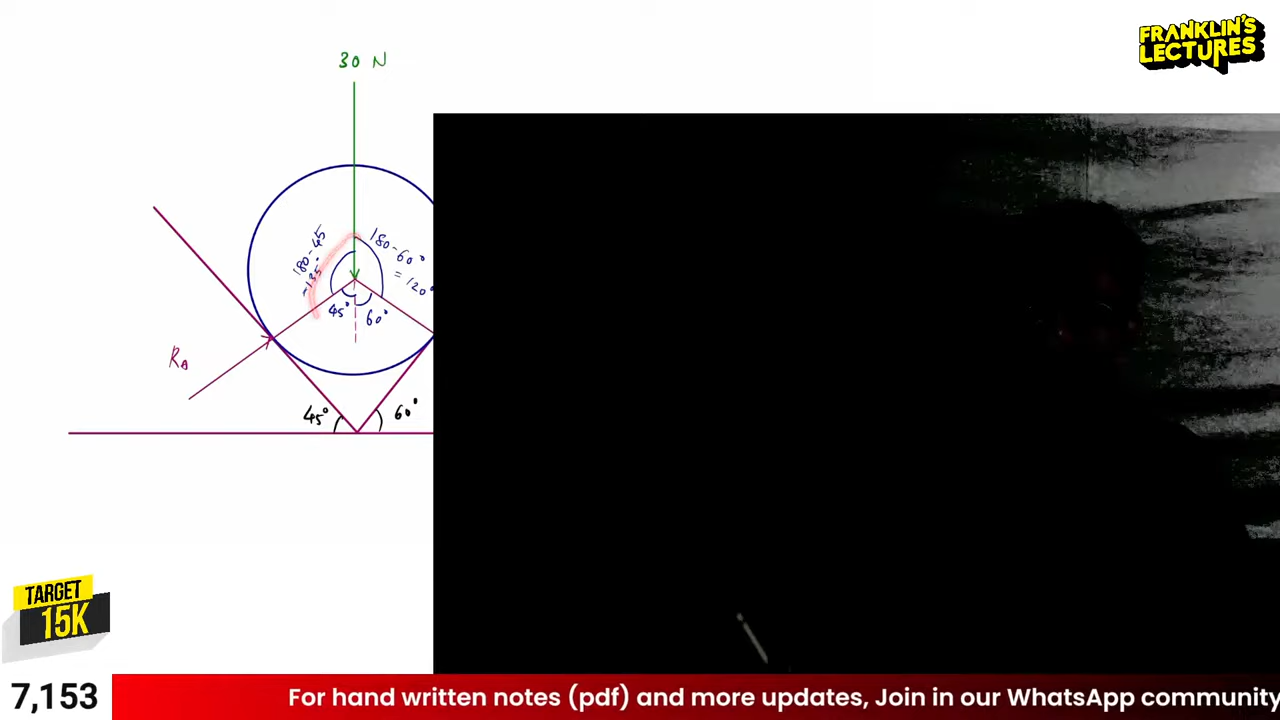 FRANKLIN'S
LECTURES
30 N
180-45
=135°
180-60°
=120°
45°
60°
R_A
45°
60°
TARGET
15K
7,153
For hand written notes (pdf) and more updates, Join in our WhatsApp community